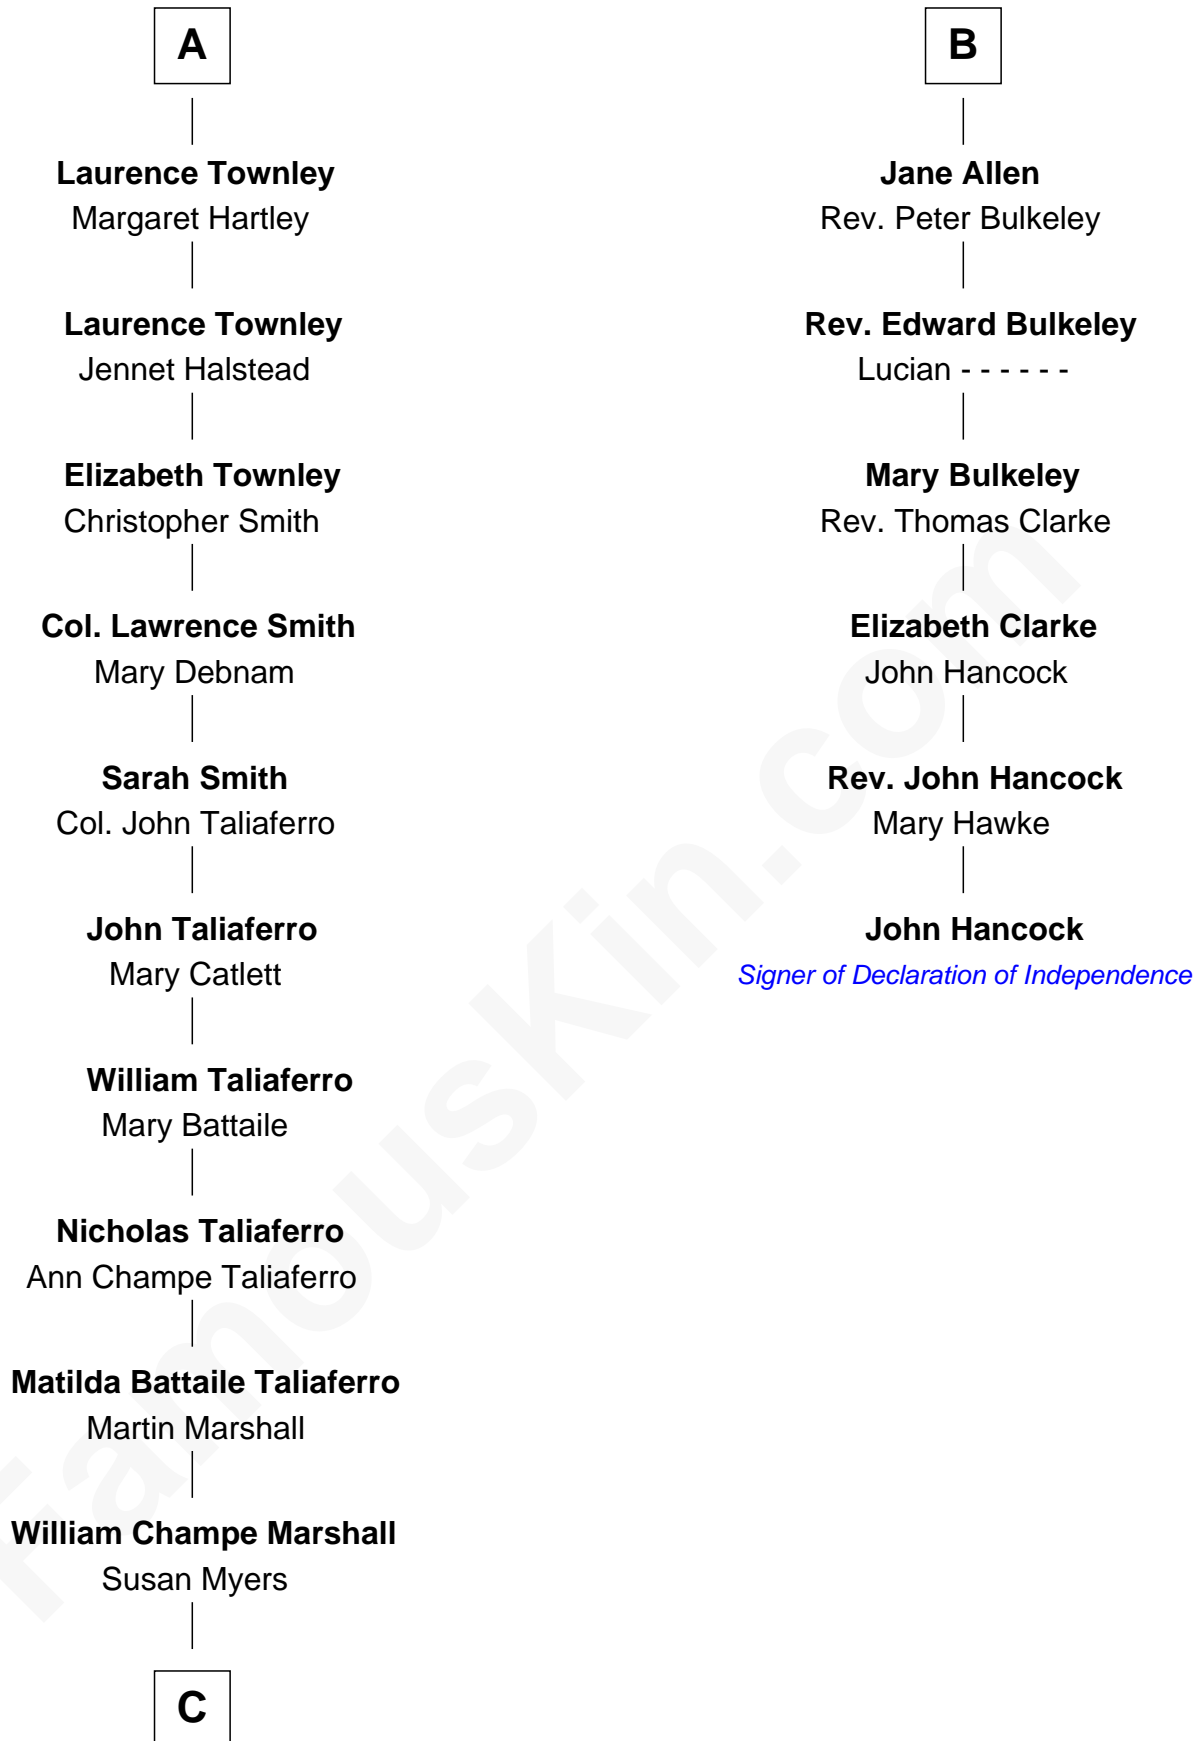 A
Laurence Townley
Margaret Hartley
Laurence Townley
Jennet Halstead
Elizabeth Townley
Christopher Smith
Col. Lawrence Smith
Mary Debnam
Sarah Smith
Col. John Taliaferro
John Taliaferro
Mary Catlett
William Taliaferro
Mary Battaile
Nicholas Taliaferro
Ann Champe Taliaferro
Matilda Battaile Taliaferro
Martin Marshall
William Champe Marshall
Susan Myers
C
B
Jane Allen
Rev. Peter Bulkeley
Rev. Edward Bulkeley
Lucian - - - - - -
Mary Bulkeley
Rev. Thomas Clarke
Elizabeth Clarke
John Hancock
Rev. John Hancock
Mary Hawke
John Hancock
Signer of Declaration of Independence
FamousKin.com